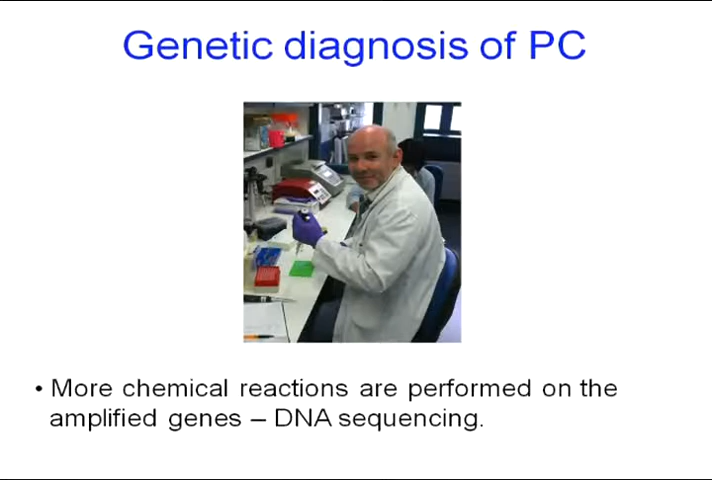 Genetic diagnosis of PC
• More chemical reactions are performed on the
amplified genes – DNA sequencing.